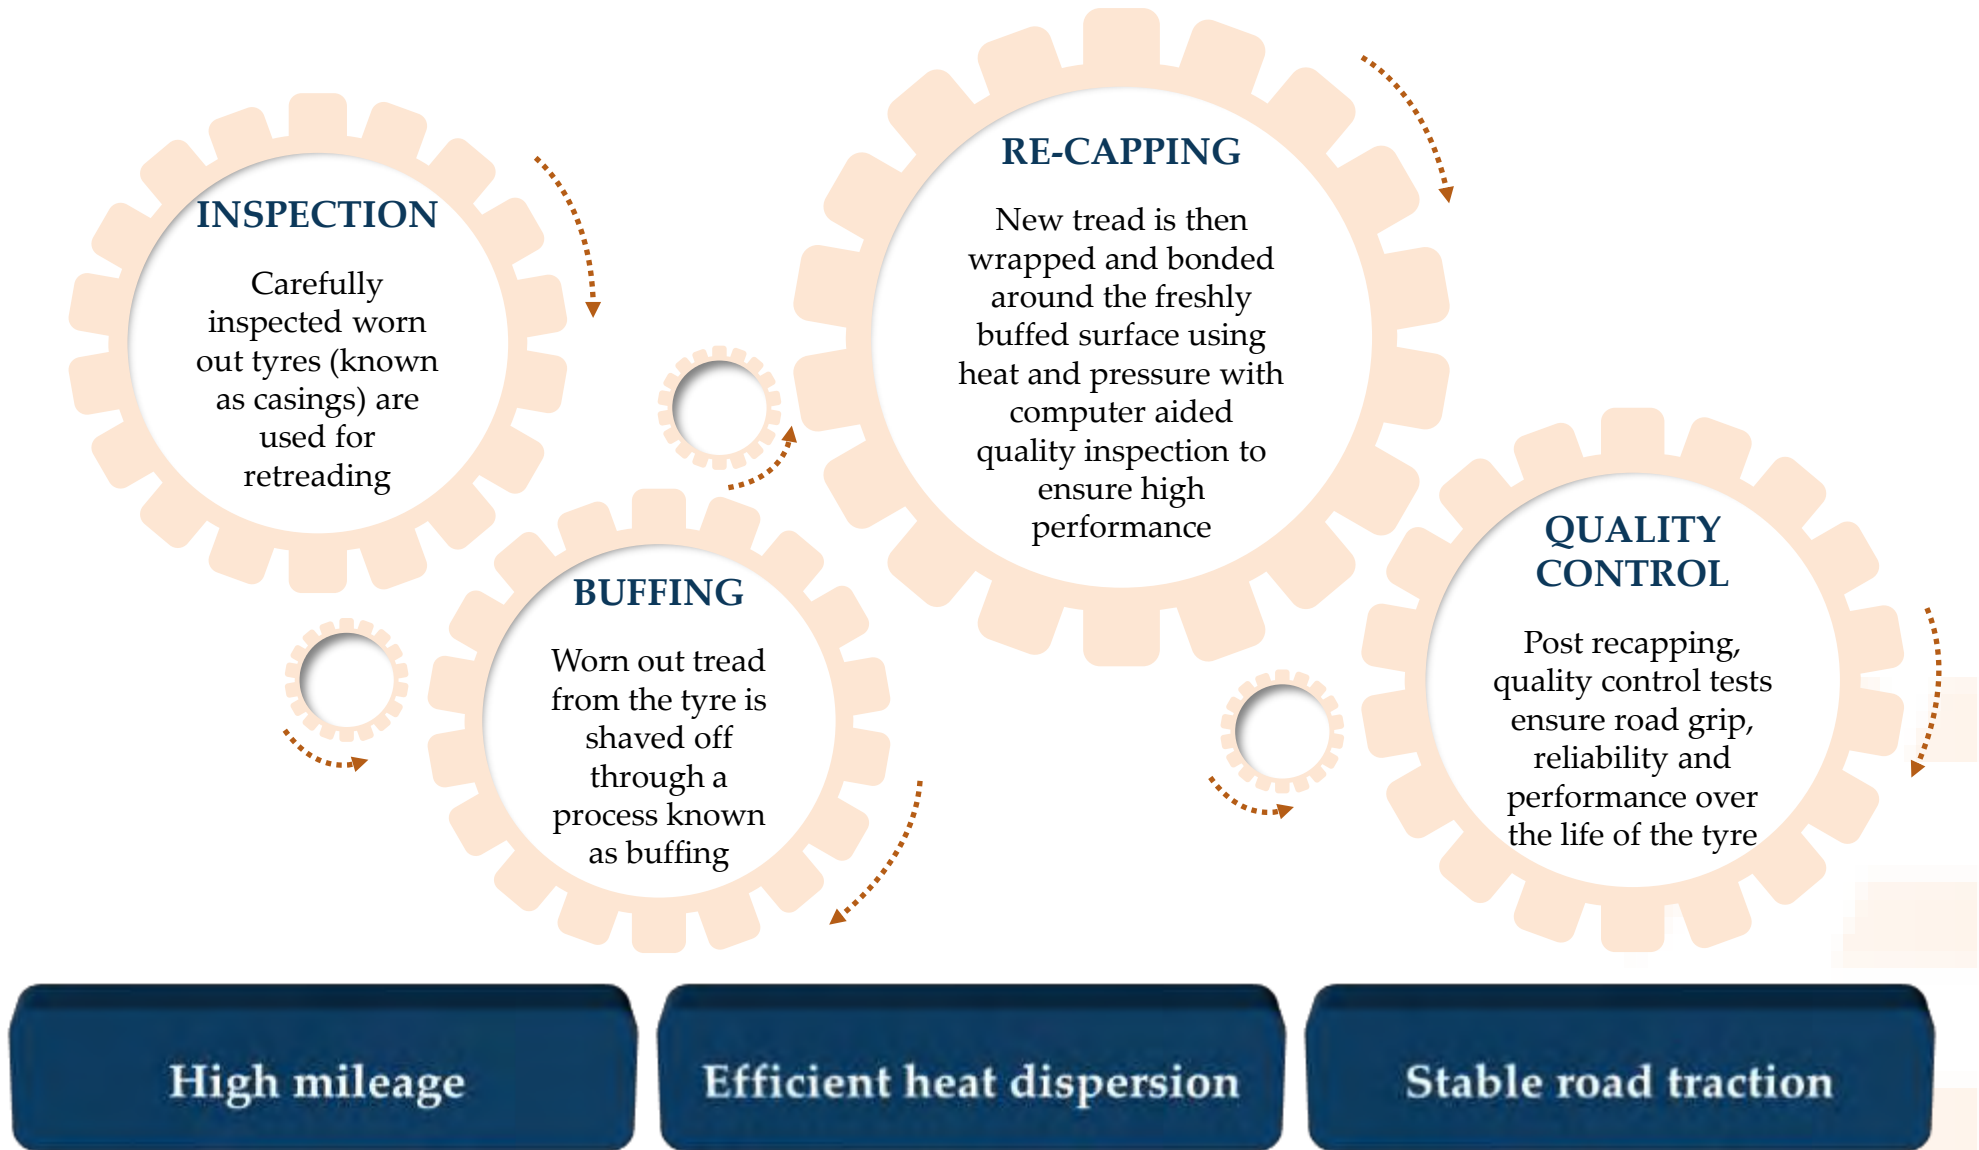 INSPECTION
Carefully
inspected worn
out tyres (known
as casings) are
used for
retreading
BUFFING
Worn out tread
from the tyre is
shaved off
through a
process known
as buffing
RE-CAPPING
New tread is then
wrapped and bonded
around the freshly
buffed surface using
heat and pressure with
computer aided
quality inspection to
ensure high
performance
QUALITY
CONTROL
Post recapping,
quality control tests
ensure road grip,
reliability and
performance over
the life of the tyre
High mileage
Efficient heat dispersion
Stable road traction